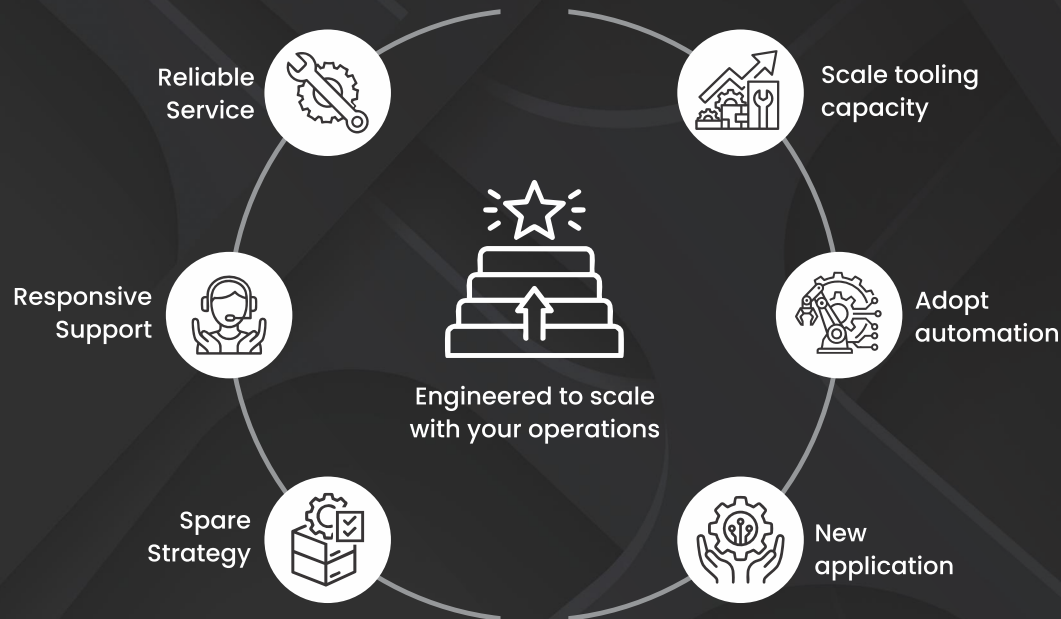 Reliable
Service
Scale tooling
capacity
Responsive
Support
Adopt
automation
Engineered to scale
with your operations
Spare
Strategy
New
application